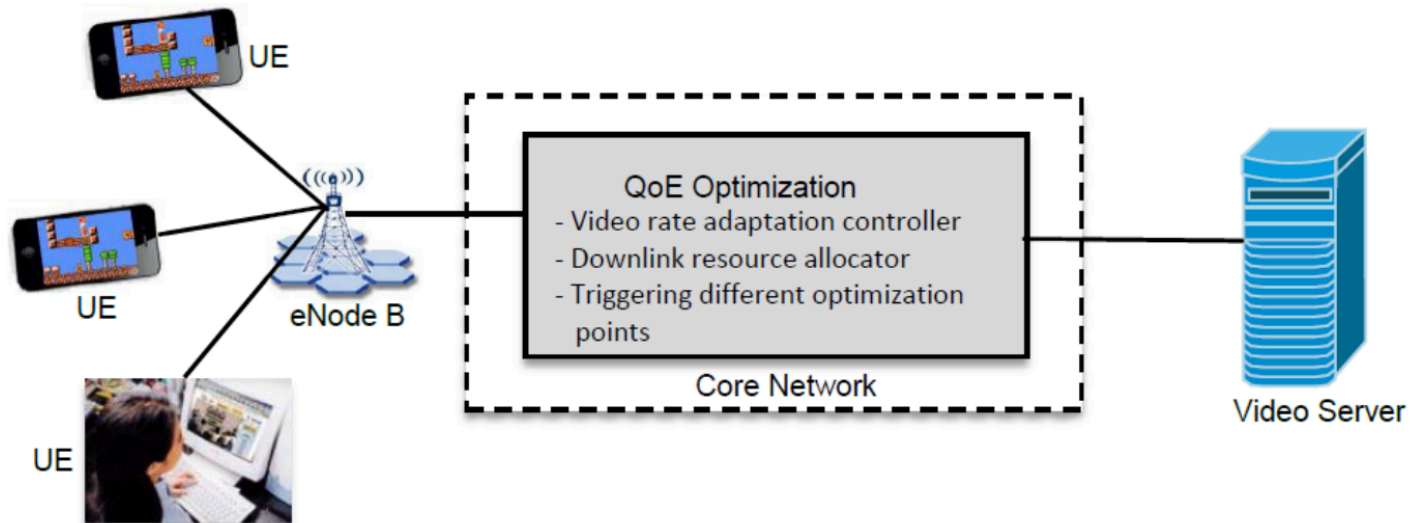 UE
UE
UE
eNode B
QoE Optimization
- Video rate adaptation controller
- Downlink resource allocator
- Triggering different optimization
points
Core Network
Video Server